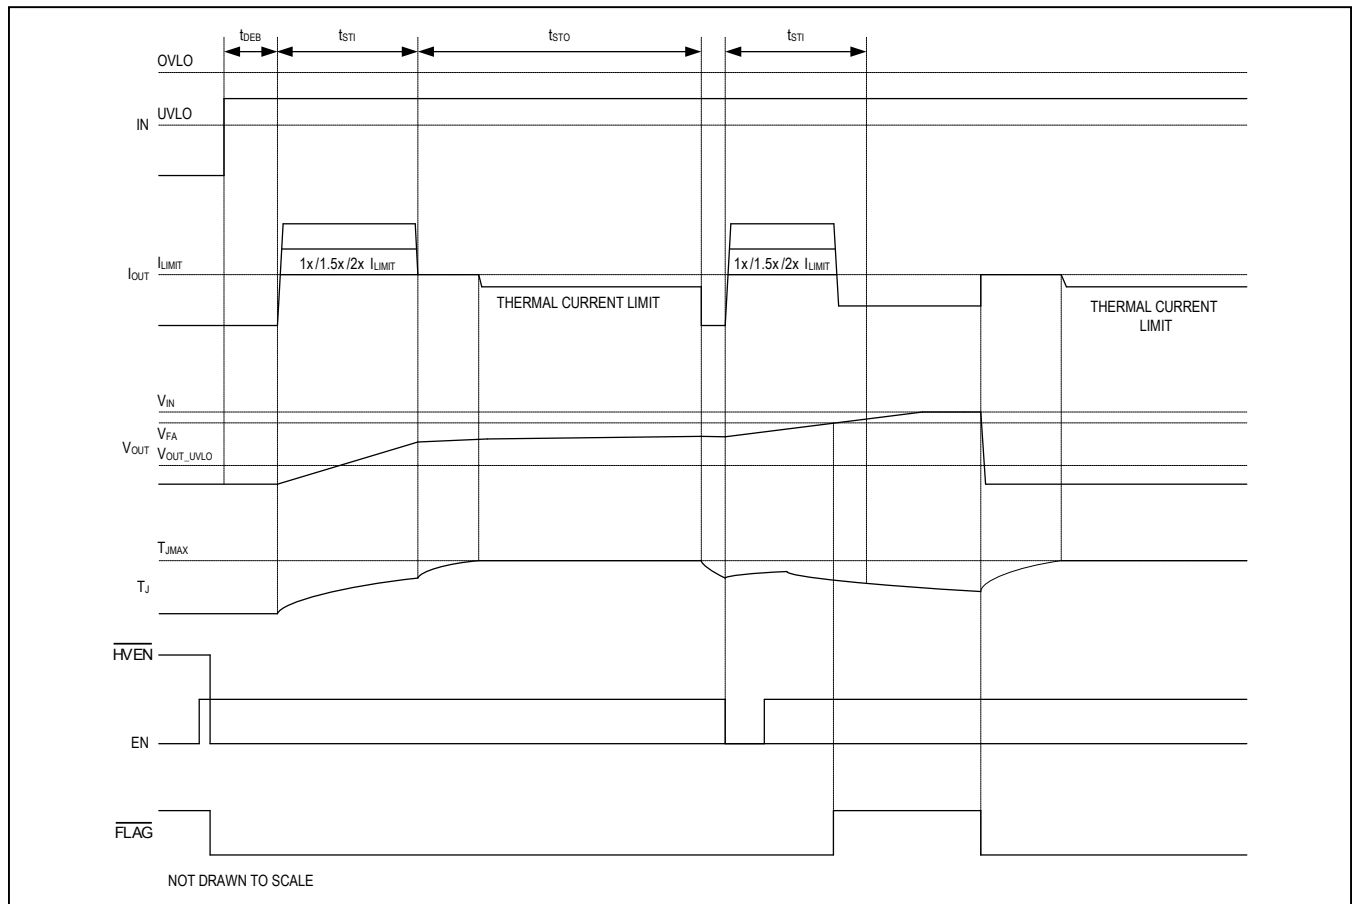 tDEB
tSTI
tSTO
tSTI
OVLO
UVLO
IN
ILIMIT
IOUT
1x/1.5x/2x ILIMIT
1x/1.5x/2x ILIMIT
THERMAL CURRENT LIMIT
THERMAL CURRENT
LIMIT
VIN
VFA
VOUT
VOUT_UVLO
TJMAX
TJ
HVEN
EN
FLAG
NOT DRAWN TO SCALE